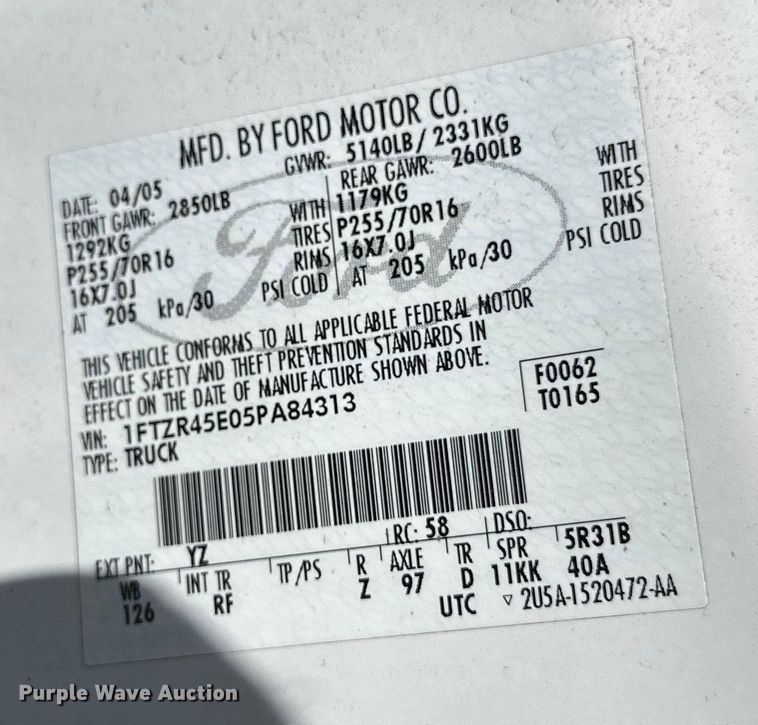 MFD. BY FORD MOTOR CO.
DATE: 04/05 GVWR: 5140LB/ 2331KG
FRONT GAWR: 2850LB REAR GAWR: 2600LB
1292KG WITH 1179KG WITH
P255/70R16 TIRES P255/70R16 TIRES
16X7.0J RIMS 16X7.0J RIMS
AT 205 kPa/30 PSI COLD AT 205 kPa/30 PSI COLD
Ford
THIS VEHICLE CONFORMS TO ALL APPLICABLE FEDERAL MOTOR
VEHICLE SAFETY AND THEFT PREVENTION STANDARDS IN
EFFECT ON THE DATE OF MANUFACTURE SHOWN ABOVE.
VIN: 1FTZR45E05PA84313 F0062
TYPE: TRUCK T0165
EXT PNT: YZ RC: 58 DSO:
WB INT TR TP/PS R AXLE TR SPR 5R31B
126 RF Z 97 D 11KK 40A
UTC ▽ 2U5A-1520472-AA
Purple Wave Auction